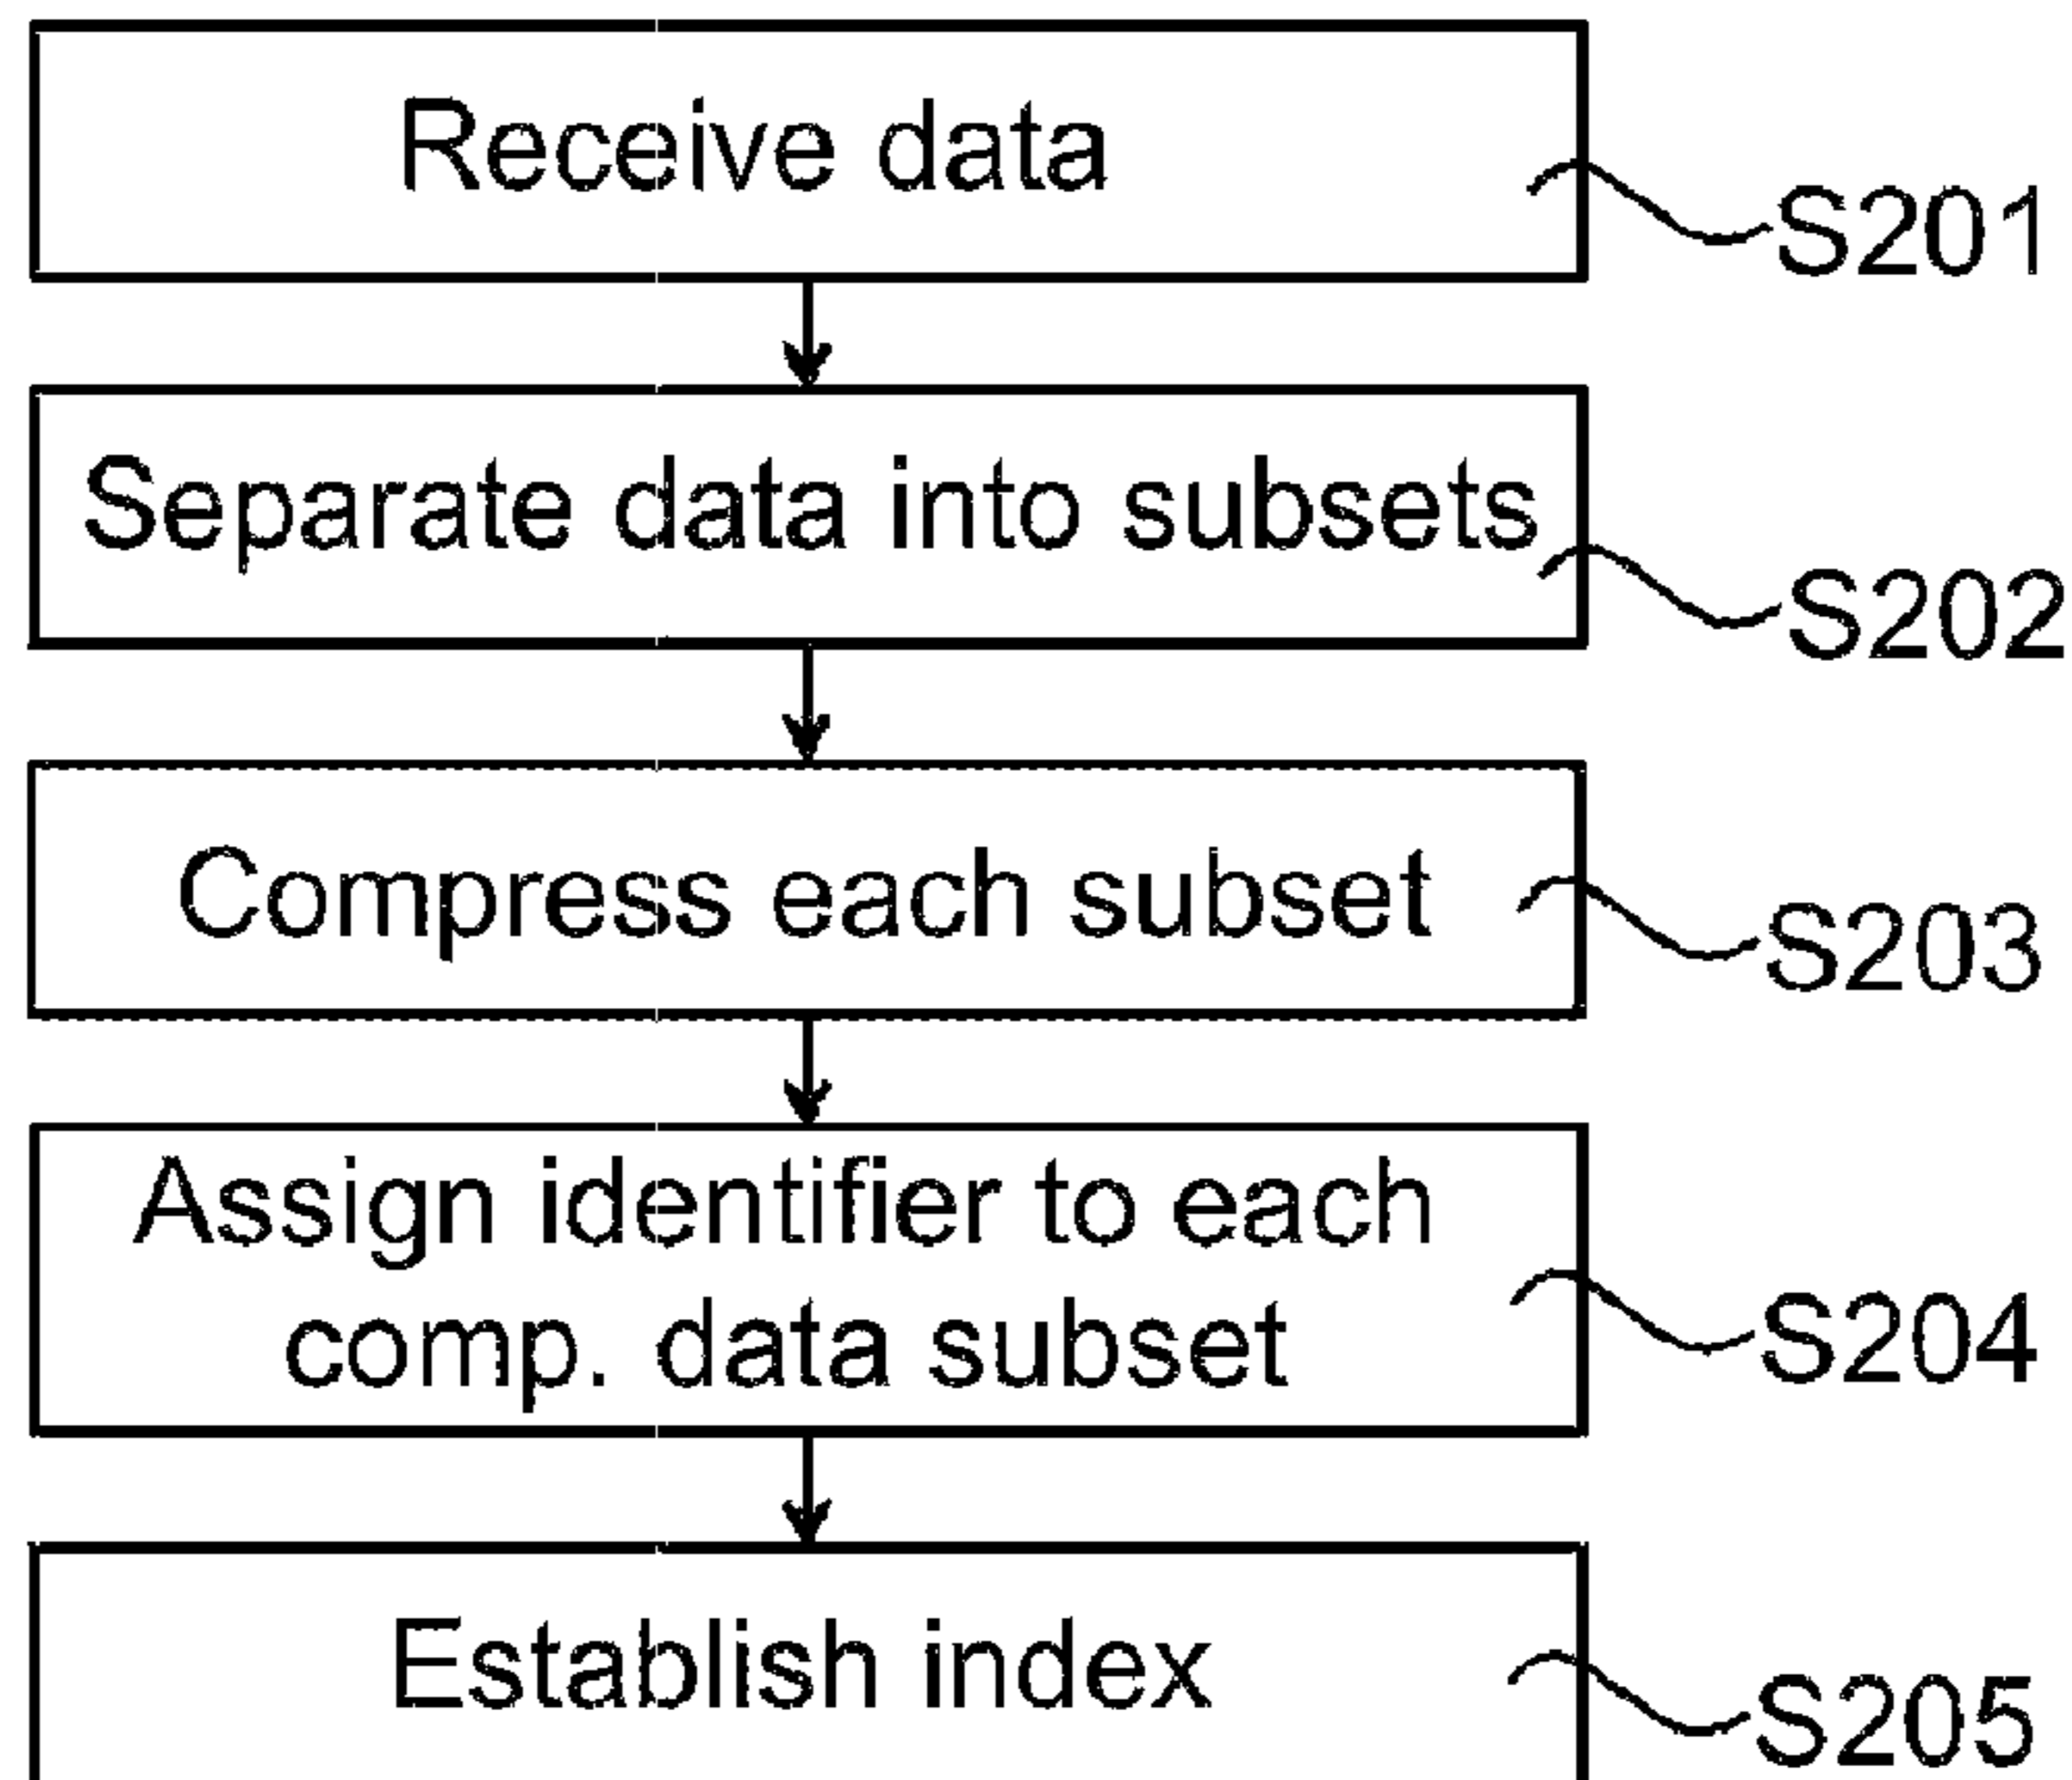 Receive data
S201
Separate data into subsets
S202
Compress each subset
S203
Assign identifier to each
comp. data subset
S204
Establish index
S205